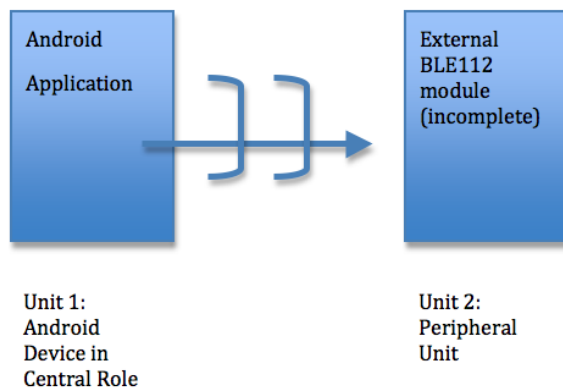 Android
Application
External
BLE112
module
(incomplete)
Unit 1:
Android
Device in
Central Role
Unit 2:
Peripheral
Unit